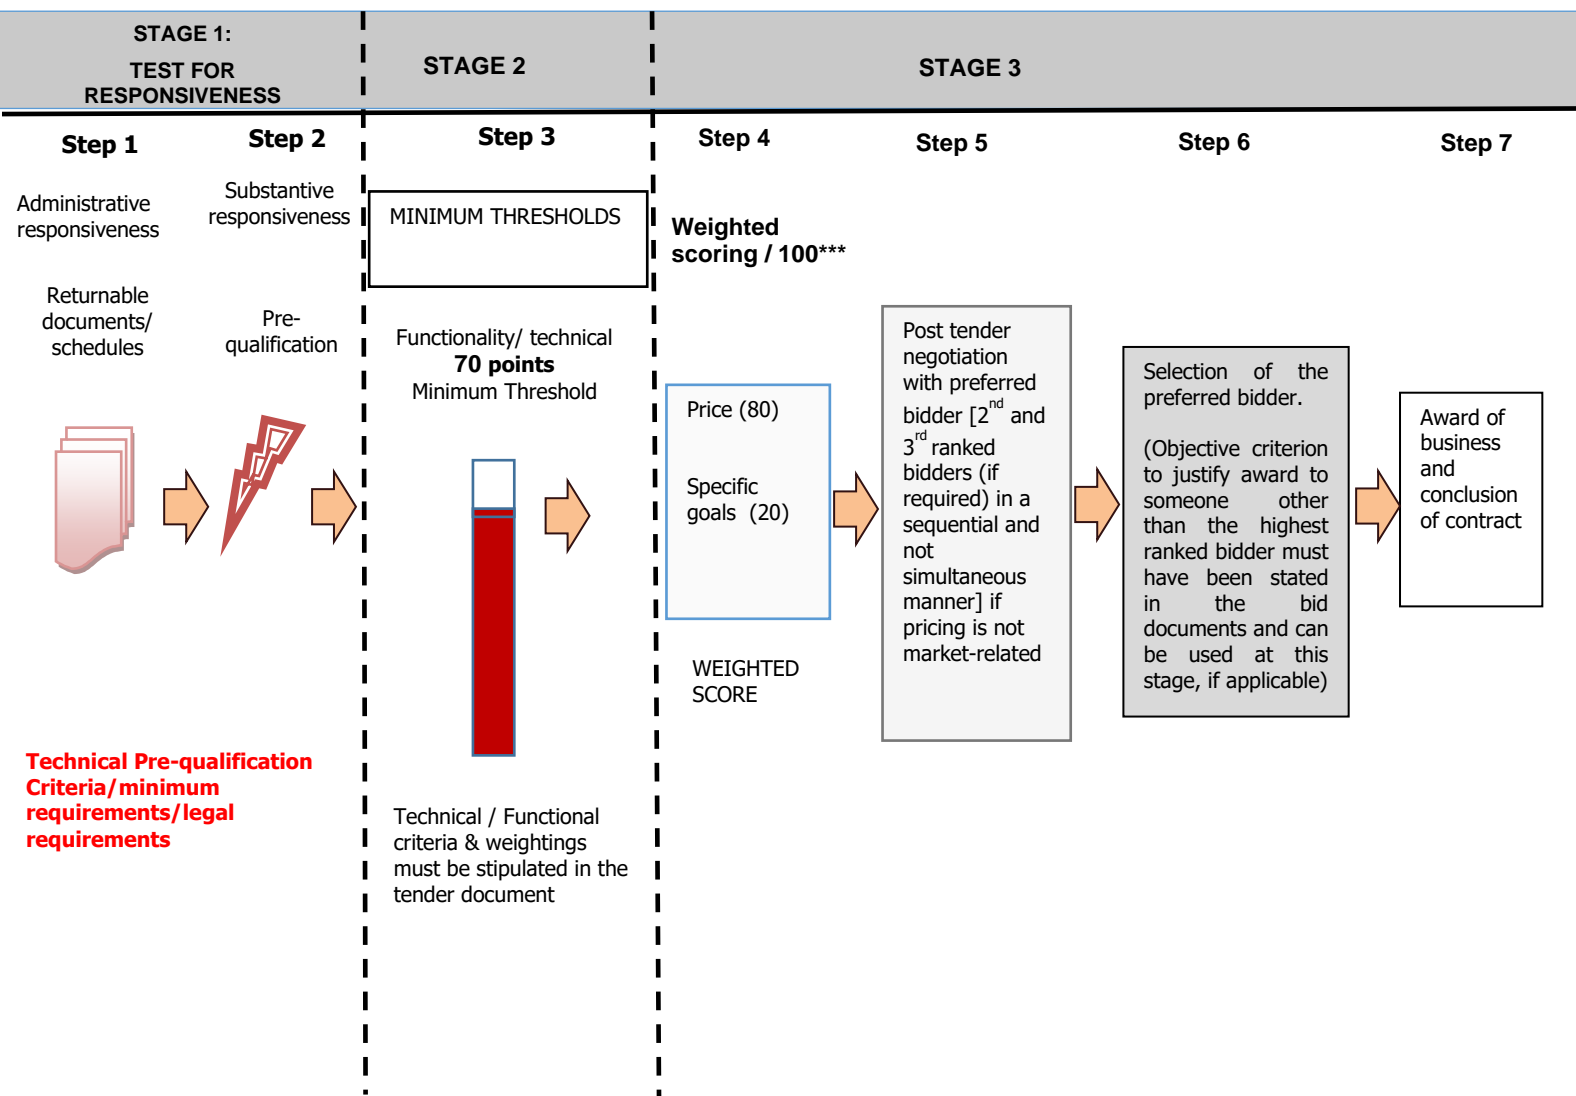 STAGE 1:
TEST FOR
RESPONSIVENESS
STAGE 2
STAGE 3
Step 1
Step 2
Step 3
Step 4
Step 5
Step 6
Step 7
Administrative
responsiveness
Returnable
documents/
schedules
Substantive
responsiveness
Pre-
qualification
Technical Pre-qualification
Criteria/minimum
requirements/legal
requirements
MINIMUM THRESHOLDS
Functionality/ technical
70 points
Minimum Threshold
Technical / Functional
criteria & weightings
must be stipulated in the
tender document
Weighted
scoring / 100***
Price (80)
Specific
goals (20)
WEIGHTED
SCORE
Post tender
negotiation
with preferred
bidder [2nd and
3rd ranked
bidders (if
required) in a
sequential and
not
simultaneous
manner] if
pricing is not
market-related
Selection of the
preferred bidder.
(Objective criterion
to justify award to
someone other
than the highest
ranked bidder must
have been stated
in the bid
documents and can
be used at this
stage, if applicable)
Award of
business
and
conclusion
of contract